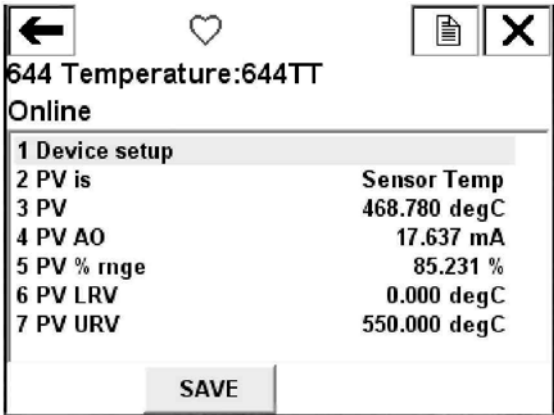 644 Temperature:644TT
Online
1 Device setup
2 PV is Sensor Temp
3 PV 468.780 degC
4 PV AO 17.637 mA
5 PV % rnge 85.231 %
6 PV LRV 0.000 degC
7 PV URV 550.000 degC
SAVE